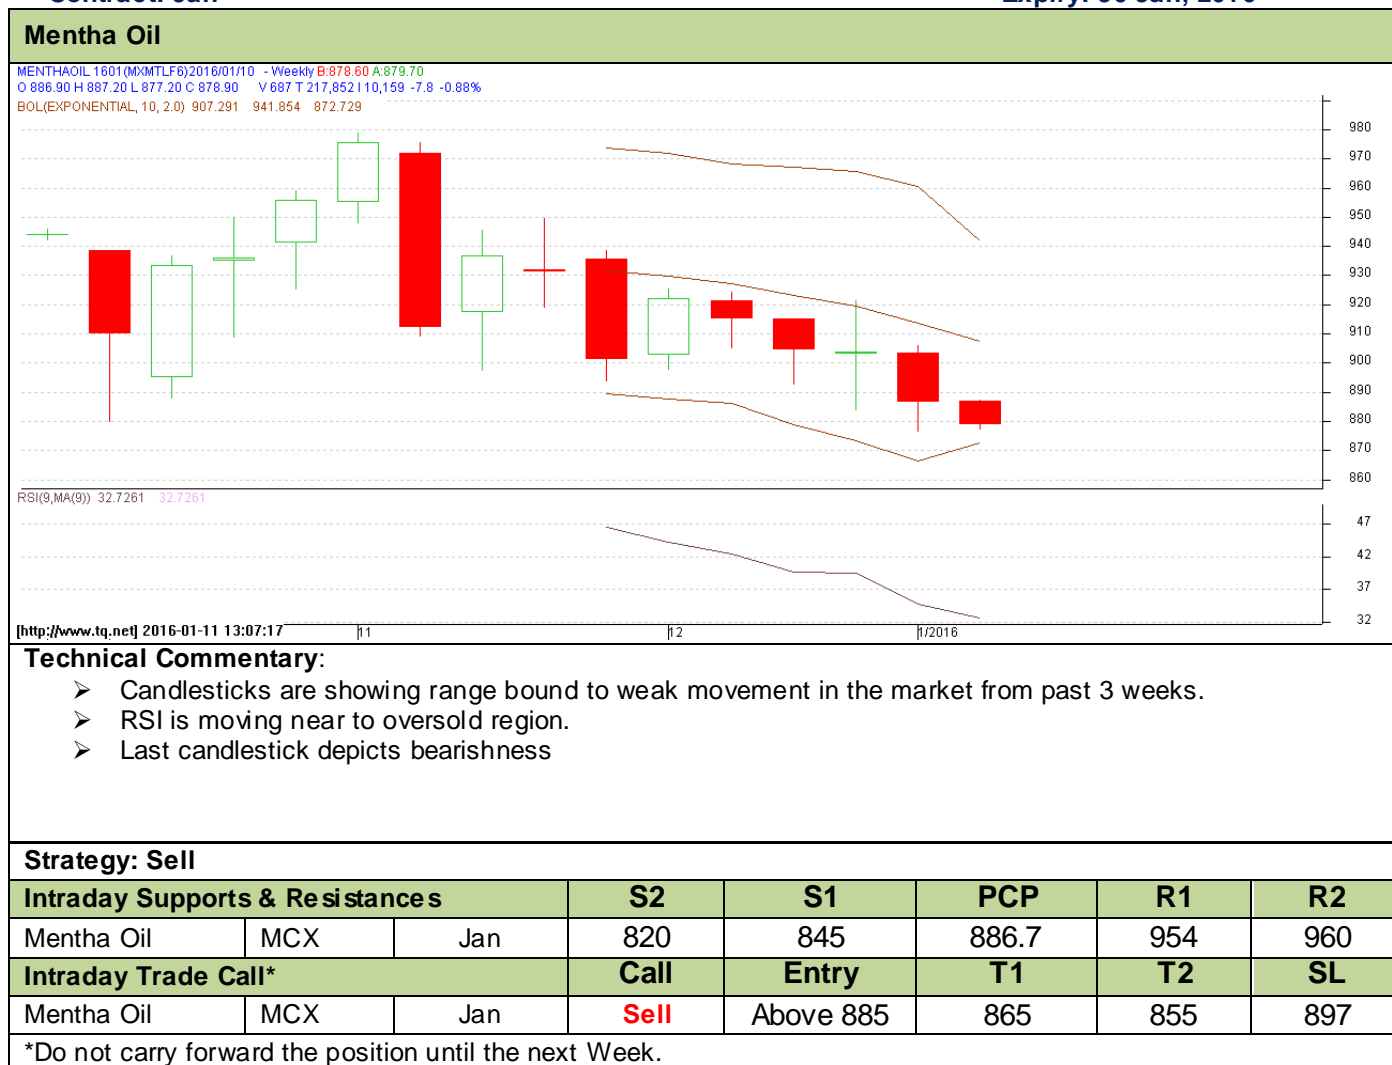 Mentha Oil
MENTHAOIL 1601(MXMTLF6)2016/01/10 - Weekly B:878.60 A:879.70
O 886.90 H 887.20 L 877.20 C 878.90 V 687 T 217,852 I 10,159 -7.8 -0.88%
BOL(EXPONENTIAL, 10, 2.0) 907.291 941.854 872.729
980
970
960
950
940
930
920
910
900
890
880
870
860
RSI(9,MA(9)) 32.7261 32.7261
47
42
37
32
[http://www.tq.net] 2016-01-11 13:07:17 11 12 1/2016
Technical Commentary:
➢ Candlesticks are showing range bound to weak movement in the market from past 3 weeks.
➢ RSI is moving near to oversold region.
➢ Last candlestick depicts bearishness
Strategy: Sell
Intraday Supports & Resistances S2 S1 PCP R1 R2
Mentha Oil MCX Jan 820 845 886.7 954 960
Intraday Trade Call* Call Entry T1 T2 SL
Mentha Oil MCX Jan Sell Above 885 865 855 897
*Do not carry forward the position until the next Week.